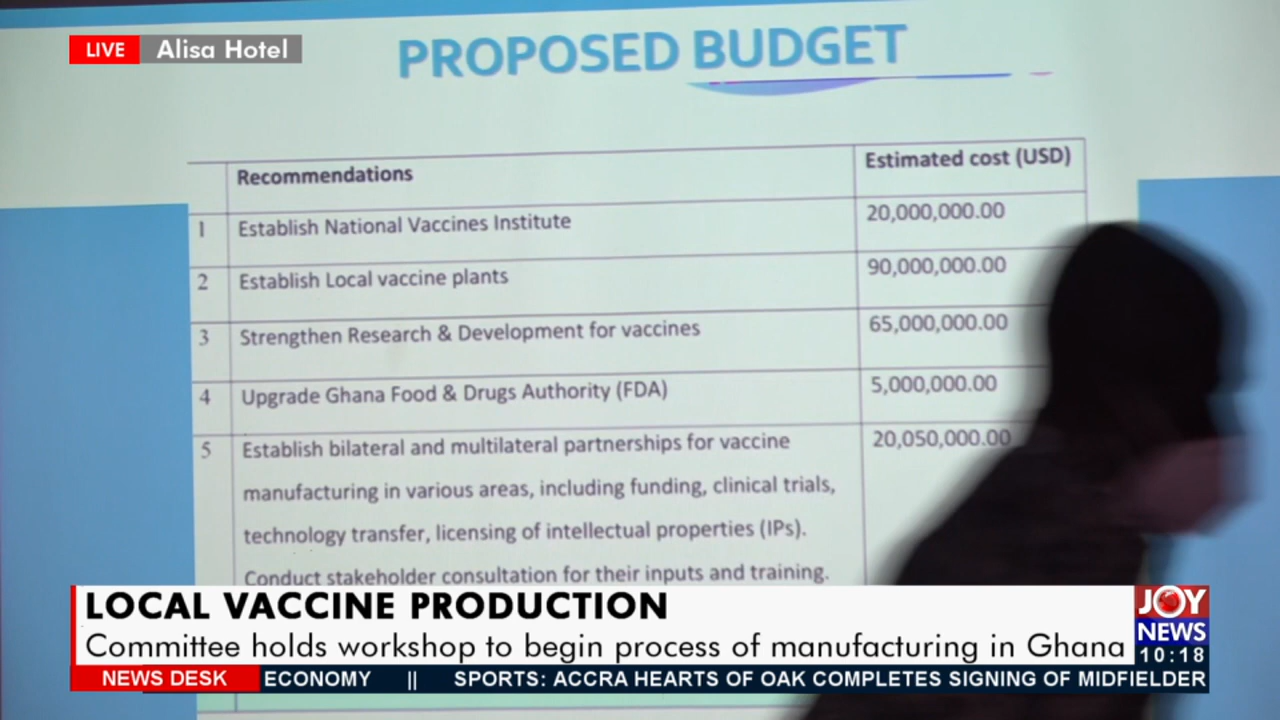 LIVE Alisa Hotel
PROPOSED BUDGET
Recommendations Estimated cost (USD)
1 Establish National Vaccines Institute 20,000,000.00
2 Establish Local vaccine plants 90,000,000.00
3 Strengthen Research & Development for vaccines 65,000,000.00
4 Upgrade Ghana Food & Drugs Authority (FDA) 5,000,000.00
5 Establish bilateral and multilateral partnerships for vaccine 20,050,000.00
manufacturing in various areas, including funding, clinical trials,
technology transfer, licensing of intellectual properties (IPs).
Conduct stakeholder consultation for their inputs and training.
LOCAL VACCINE PRODUCTION
Committee holds workshop to begin process of manufacturing in Ghana
JOY
NEWS
10:18
NEWS DESK ECONOMY || SPORTS: ACCRA HEARTS OF OAK COMPLETES SIGNING OF MIDFIELDER